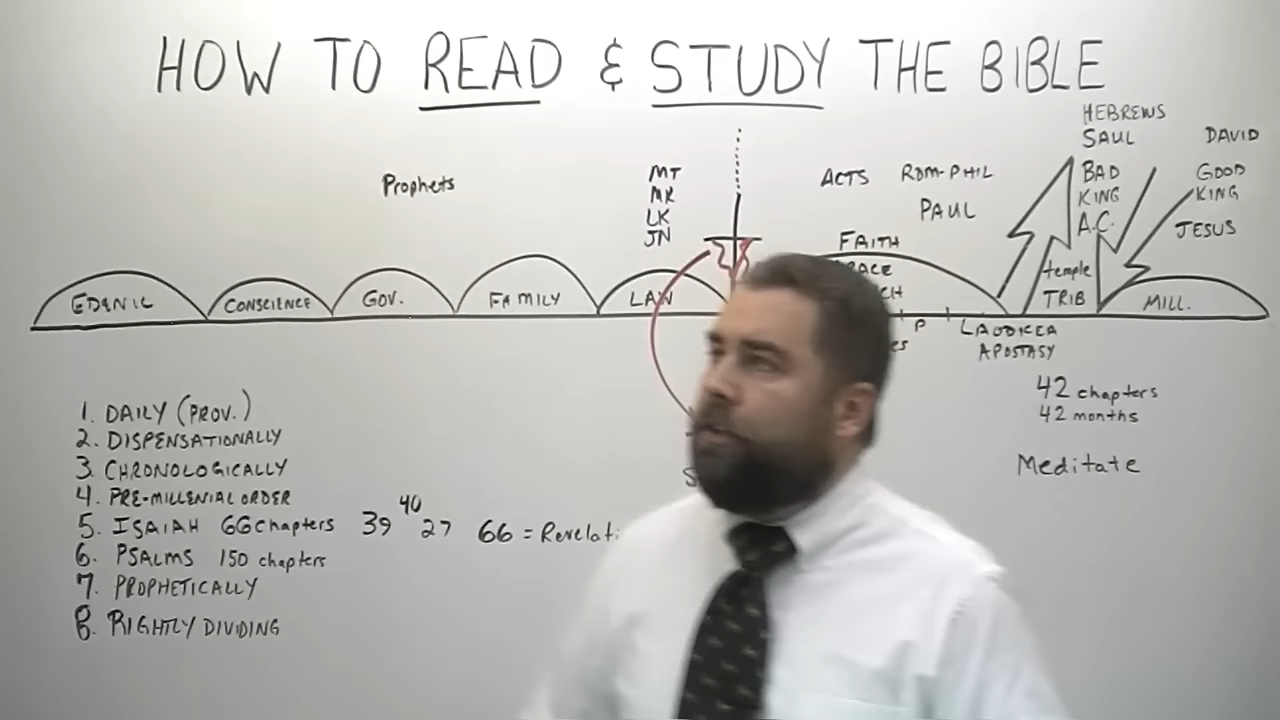 HOW TO READ & STUDY THE BIBLE
HEBREWS
SAUL
DAVID
Prophets
MT
MK
LK
JN
ACTS
ROM-PHIL
PAUL
BAD
KING
A.C.
GOOD
KING
JESUS
FAITH
EDENIC
CONSCIENCE
GOV.
FAMILY
LAW
temple
TRIB
MILL.
P
LAODICEA
APOSTASY
42 chapters
42 months
Meditate
1. DAILY (PROV.)
2. DISPENSATIONALLY
3. CHRONOLOGICALLY
4. PRE-MILLENIAL ORDER
5. ISAIAH 66 chapters 39 40 27 66 = Revelati
6. PSALMS 150 chapters
7. PROPHETICALLY
8. RIGHTLY DIVIDING